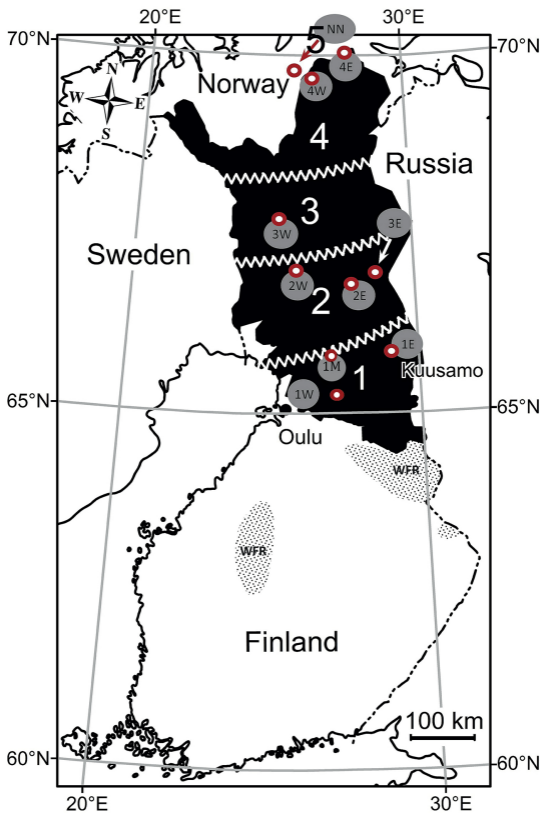 20°E
30°E
NN
5
70°N
70°N
4E
Norway
4W
N
W
E
S
4
Russia
3
3E
3W
Sweden
2W
2
2E
1E
1M
1
Kuusamo
1W
65°N
65°N
Oulu
WFR
WFR
Finland
100 km
60°N
60°N
20°E
30°E